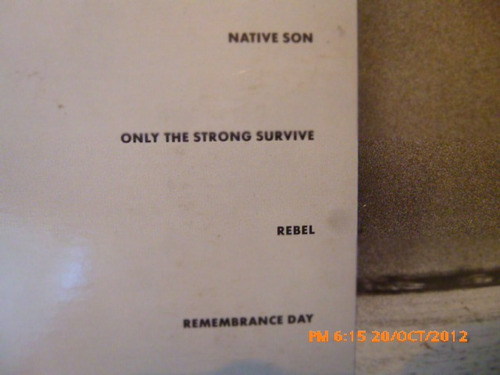 NATIVE SON
ONLY THE STRONG SURVIVE
REBEL
REMEMBRANCE DAY
PM 6:15 20/OCT/2012